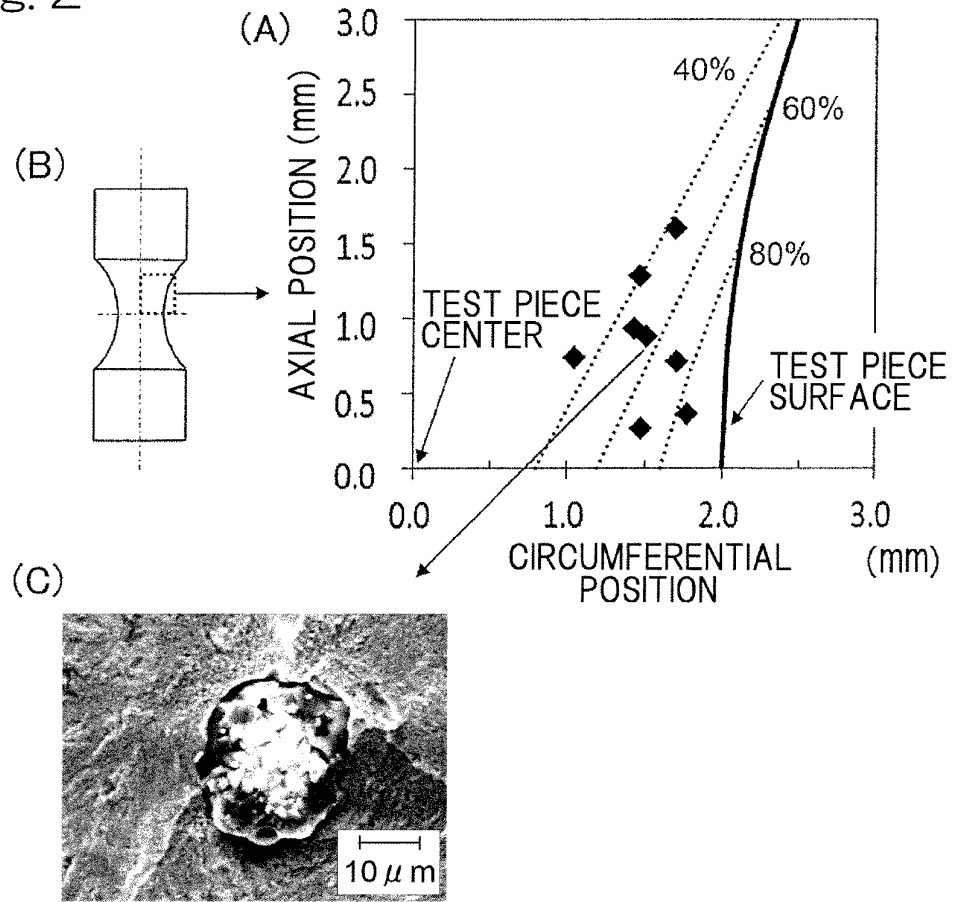 Fig. 2
(A)
3.0
2.5
2.0
1.5
1.0
0.5
0.0
AXIAL POSITION (mm)
40%
60%
80%
TEST PIECE
CENTER
TEST PIECE
SURFACE
0.0 1.0 2.0 3.0
CIRCUMFERENTIAL
POSITION
(mm)
(B)
(C)
10 μm